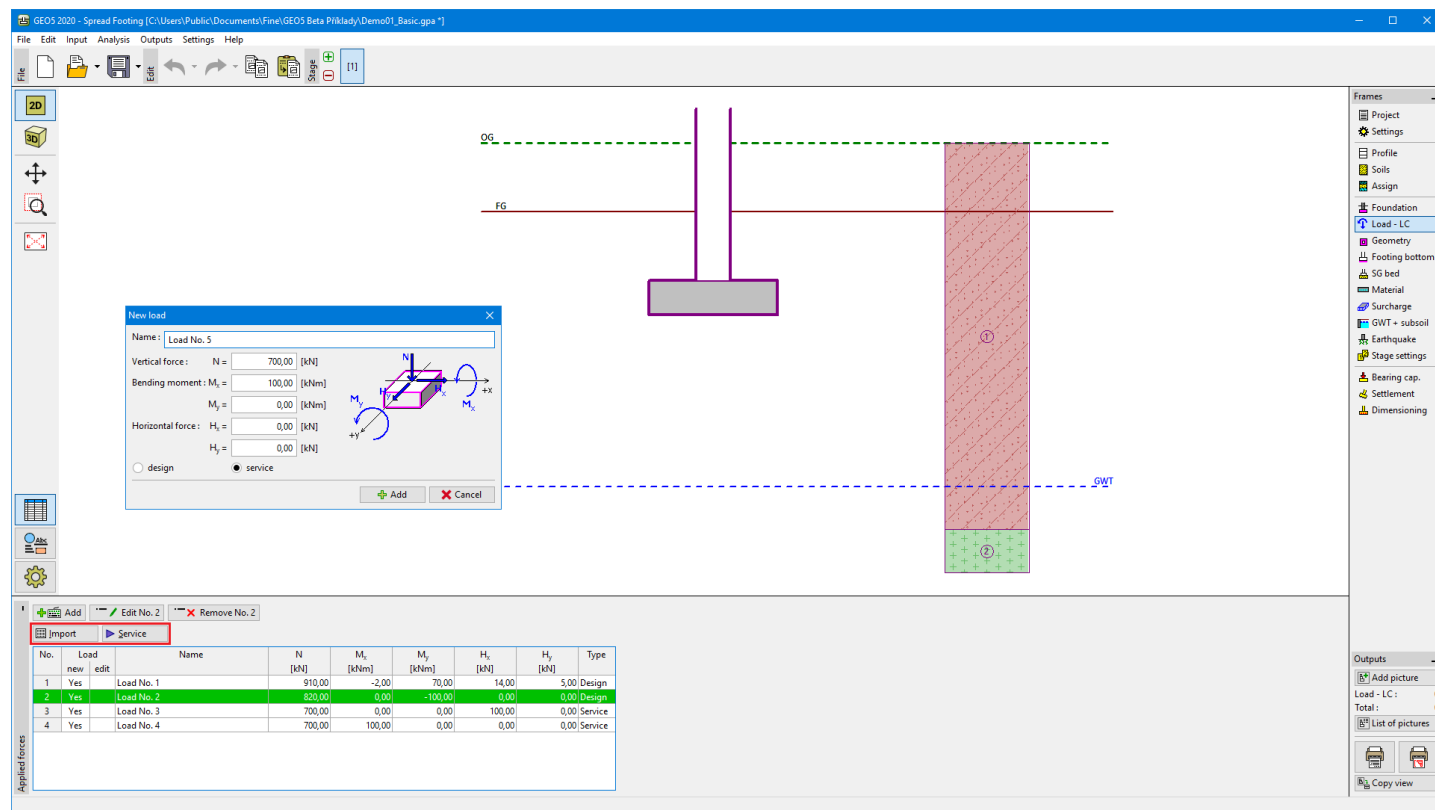 GEO5 2020 - Spread Footing [C:\Users\Public\Documents\Fine\GEO5 Beta Příklady\Demo01_Basic.gpa *]
File Edit Input Analysis Outputs Settings Help
File
Edit
Stage
[1]
2D
3D
Abc
OG
FG
GWT
1
2
New load
Name : Load No. 5
Vertical force : N = 700,00 [kN]
Bending moment : Mx = 100,00 [kNm]
My = 0,00 [kNm]
Horizontal force : Hx = 0,00 [kN]
Hy = 0,00 [kN]
design service
N
Hy
Hx
+x
My
Mx
+y
Add Cancel
Frames
Project
Settings
Profile
Soils
Assign
Foundation
Load - LC
Geometry
Footing bottom
SG bed
Material
Surcharge
GWT + subsoil
Earthquake
Stage settings
Bearing cap.
Settlement
Dimensioning
Add Edit No. 2 Remove No. 2
Import Service
No. Load Name N Mx My Hx Hy Type
new edit [kN] [kNm] [kNm] [kN] [kN]
1 Yes Load No. 1 910,00 -2,00 70,00 14,00 5,00 Design
2 Yes Load No. 2 820,00 0,00 -100,00 0,00 0,00 Design
3 Yes Load No. 3 700,00 0,00 0,00 100,00 0,00 Service
4 Yes Load No. 4 700,00 100,00 0,00 0,00 0,00 Service
Applied forces
Outputs
Add picture
Load - LC :
Total :
List of pictures
Copy view